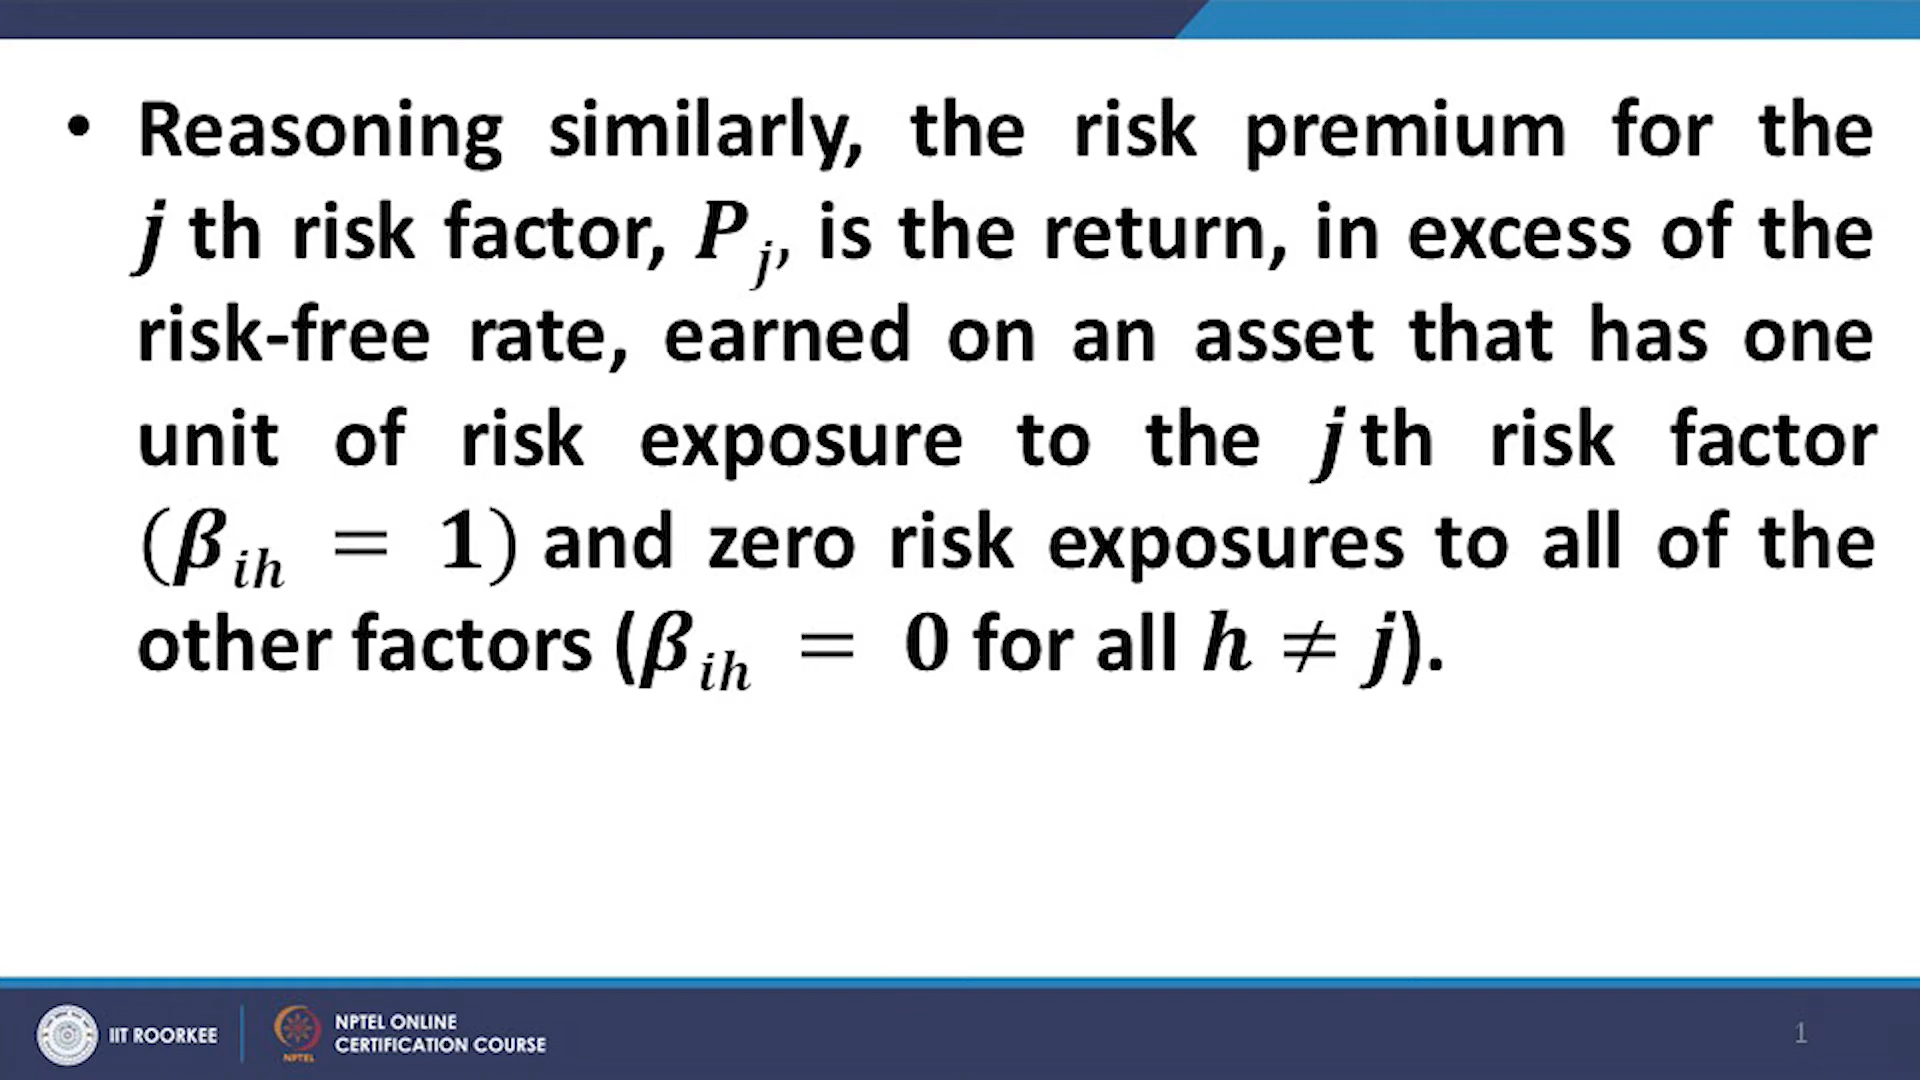 • Reasoning similarly, the risk premium for the
j th risk factor, P_j, is the return, in excess of the
risk-free rate, earned on an asset that has one
unit of risk exposure to the j th risk factor
(β_ih = 1) and zero risk exposures to all of the
other factors (β_ih = 0 for all h ≠ j).
IIT ROORKEE
NPTEL
NPTEL ONLINE
CERTIFICATION COURSE
1